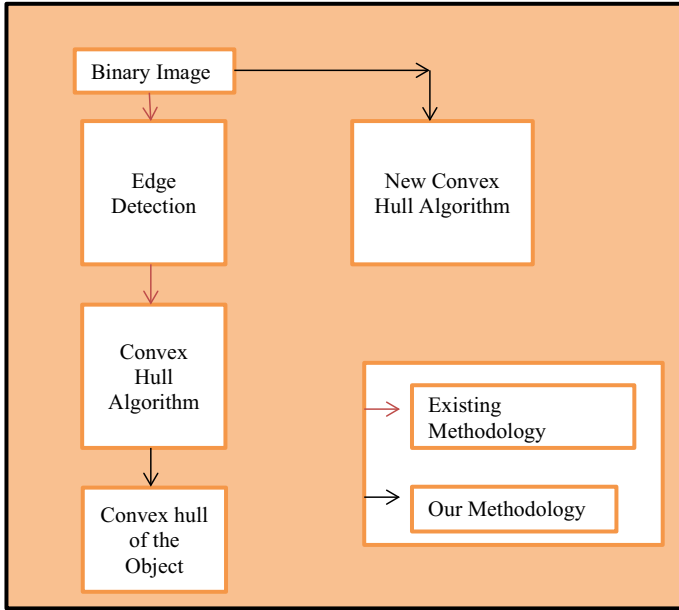 Binary Image
Edge
Detection
New Convex
Hull Algorithm
Convex
Hull
Algorithm
Existing
Methodology
Our Methodology
Convex hull
of the
Object